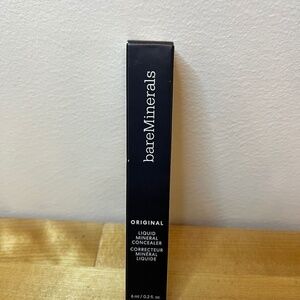 bareMinerals
ORIGINAL
LIQUID
MINERAL
CONCEALER
CORRECTEUR
MINÉRAL
LIQUIDE
6 ml / 0.2 fl. oz